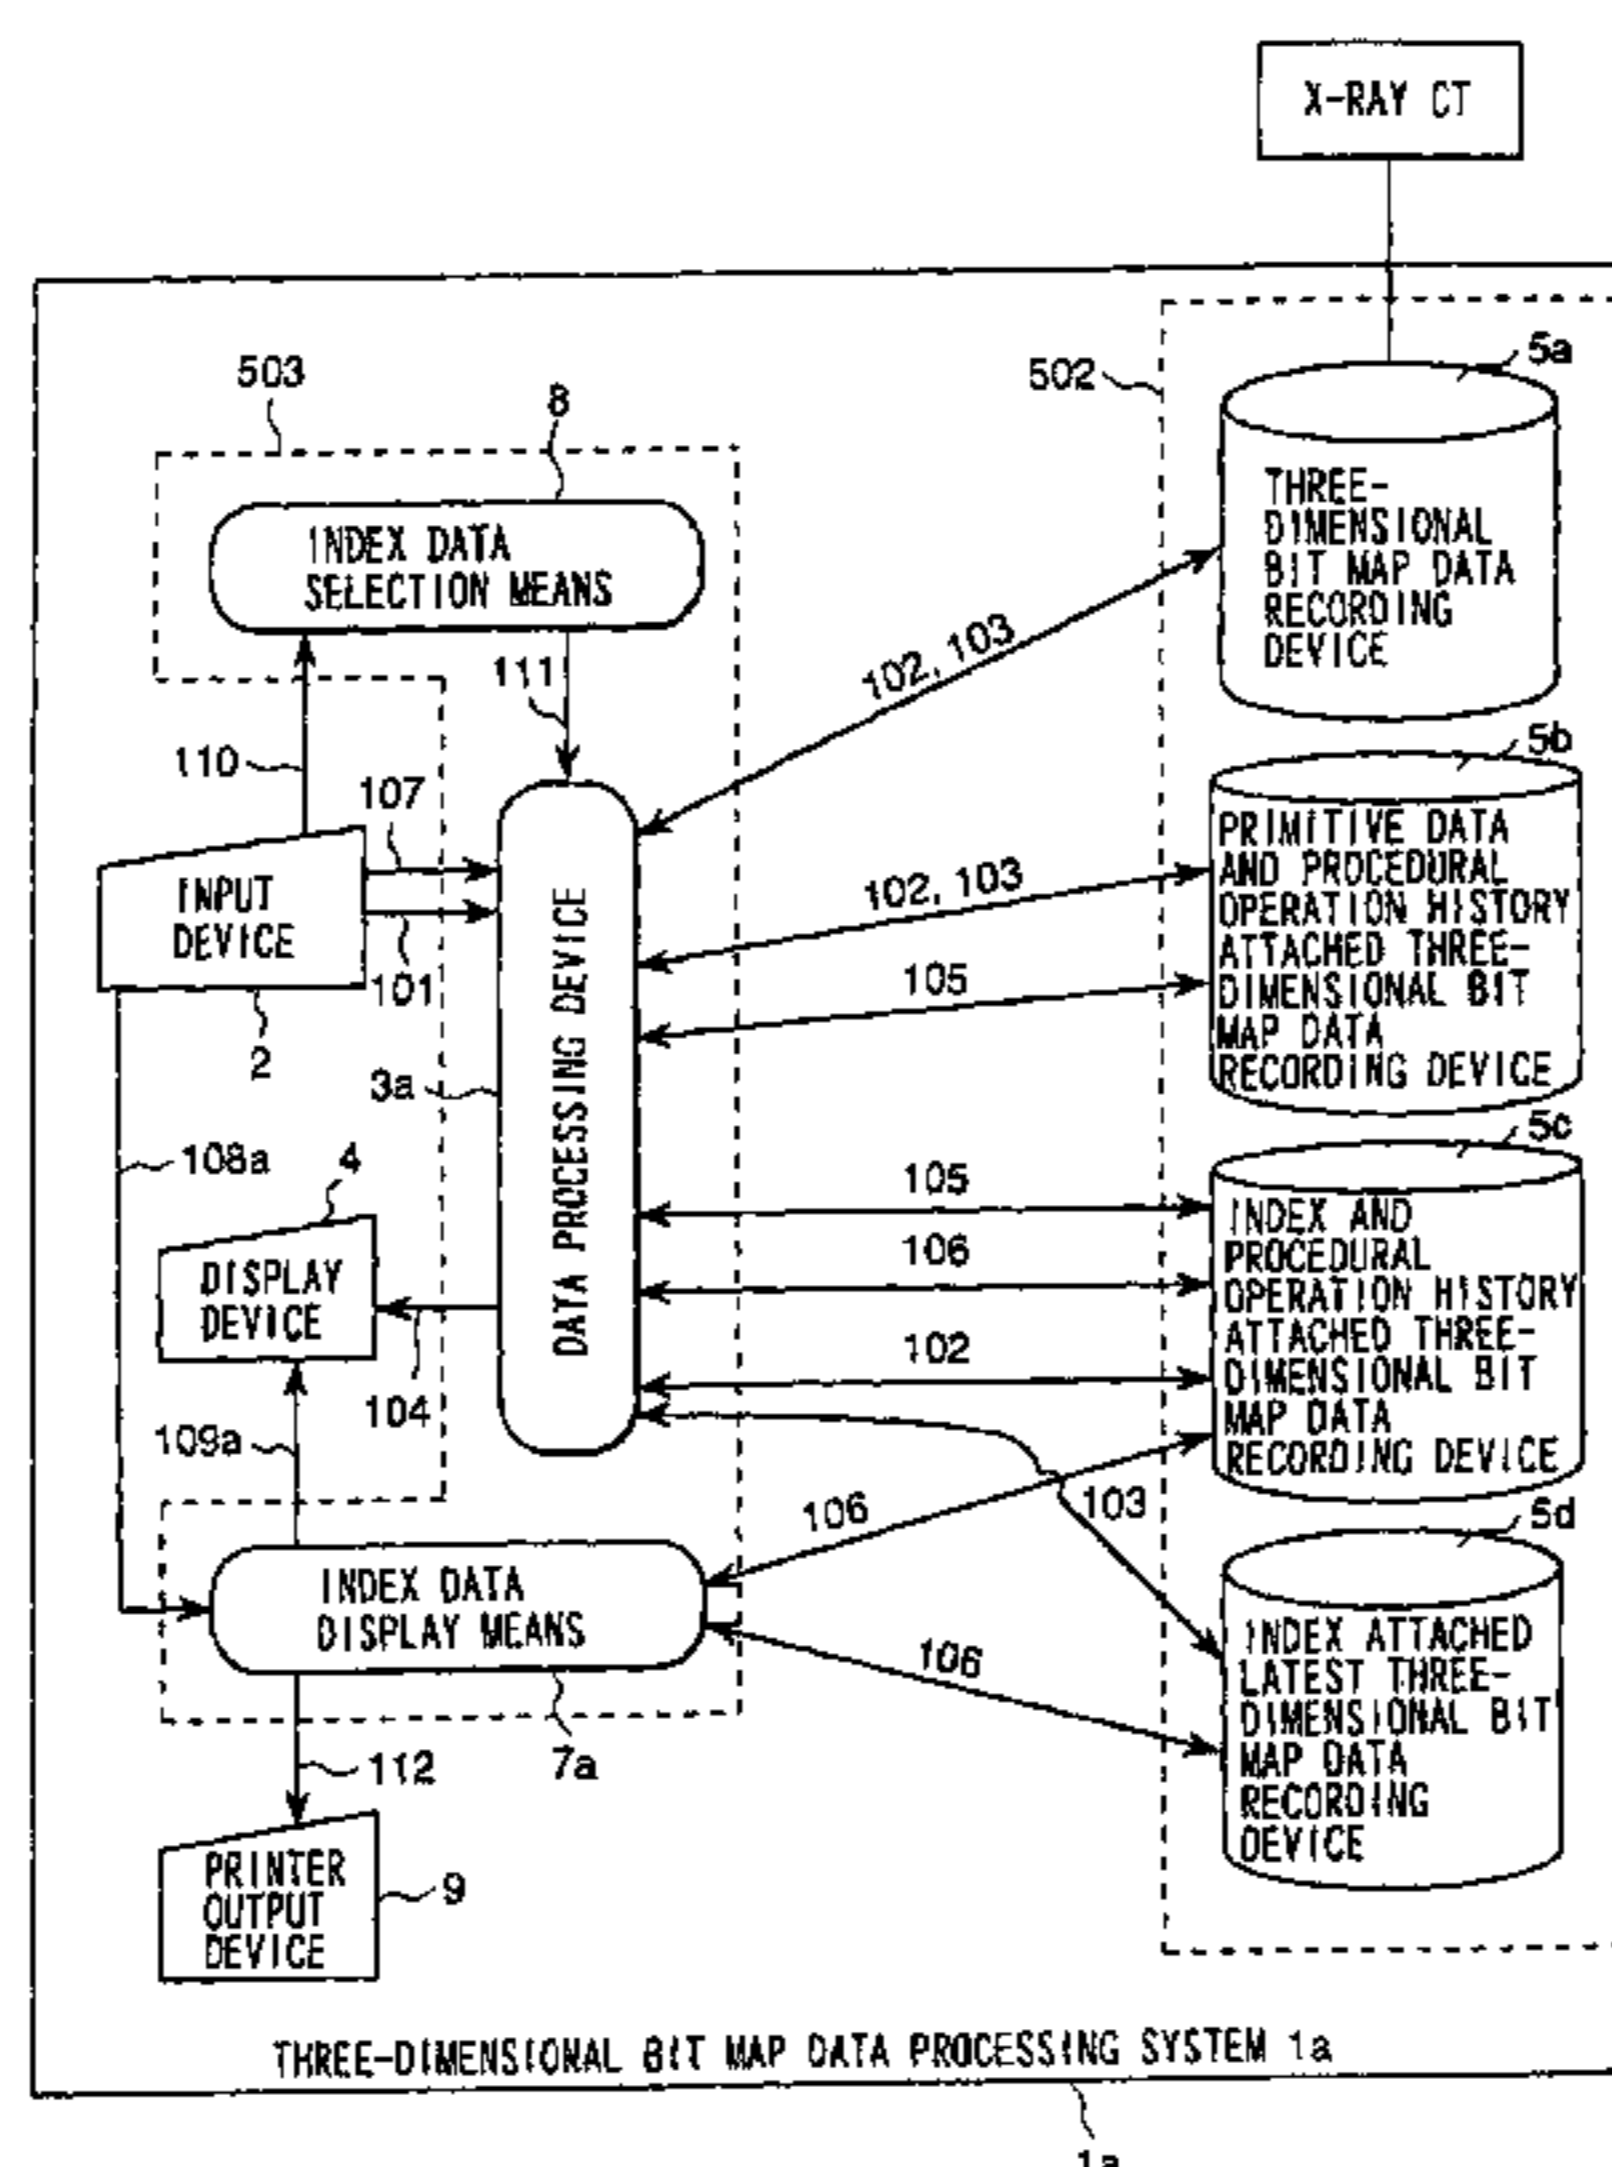 X-RAY CT
5a
502
THREE-
DIMENSIONAL
BIT MAP DATA
RECORDING
DEVICE
503
8
INDEX DATA
SELECTION MEANS
111
102, 103
110
107
INPUT
DEVICE
101
2
DATA PROCESSING DEVICE
3a
102, 103
105
5b
PRIMITIVE DATA
AND PROCEDURAL
OPERATION HISTORY
ATTACHED THREE-
DIMENSIONAL BIT
MAP DATA
RECORDING DEVICE
108a
4
DISPLAY
DEVICE
104
109a
105
106
102
5c
INDEX AND
PROCEDURAL
OPERATION HISTORY
ATTACHED THREE-
DIMENSIONAL BIT
MAP DATA
RECORDING DEVICE
106
103
INDEX DATA
DISPLAY MEANS
106
7a
112
5d
INDEX ATTACHED
LATEST THREE-
DIMENSIONAL BIT
MAP DATA
RECORDING
DEVICE
PRINTER
OUTPUT
DEVICE
9
THREE-DIMENSIONAL BIT MAP DATA PROCESSING SYSTEM 1a
1a